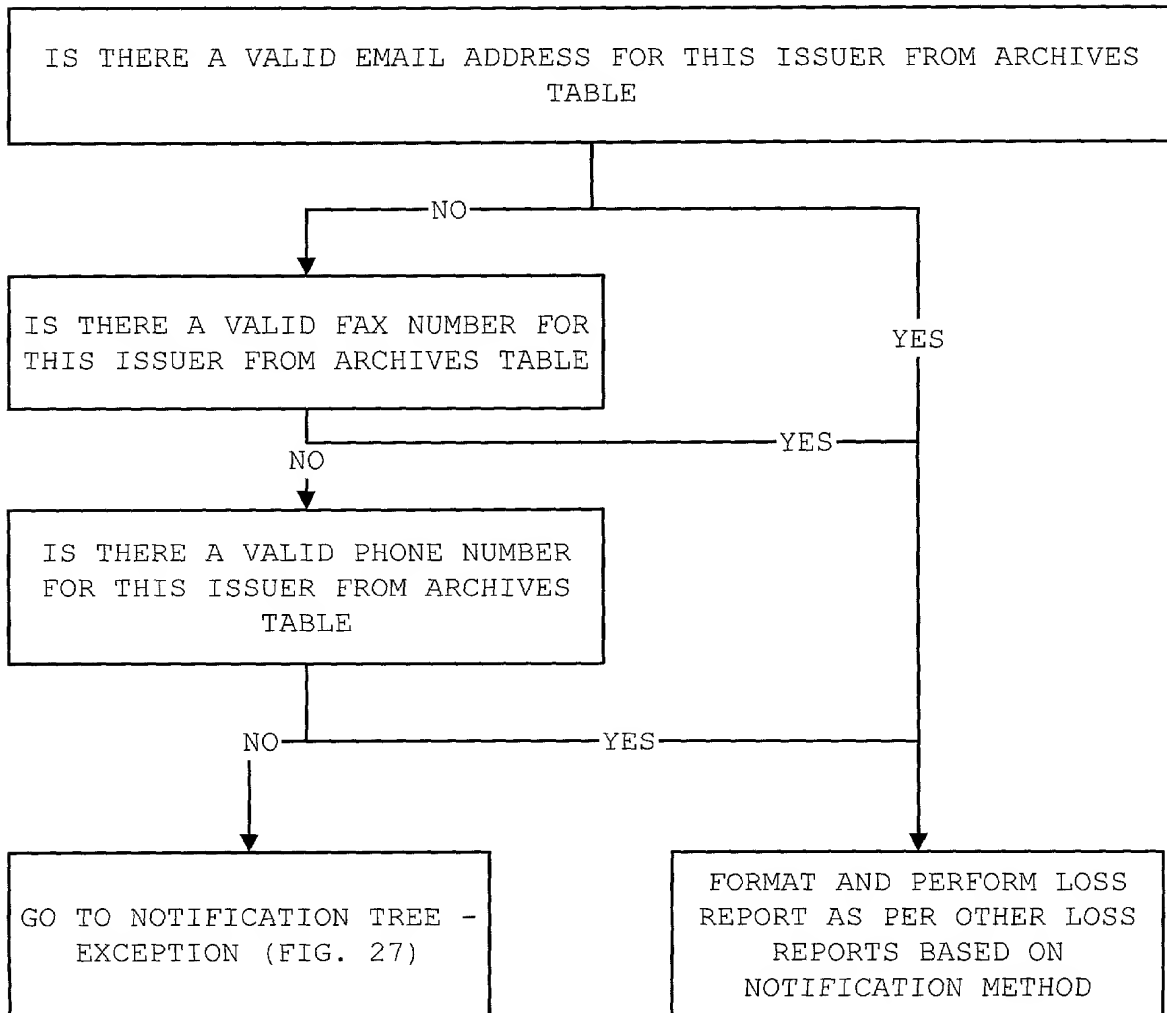 IS THERE A VALID EMAIL ADDRESS FOR THIS ISSUER FROM ARCHIVES
TABLE
NO
IS THERE A VALID FAX NUMBER FOR
THIS ISSUER FROM ARCHIVES TABLE
YES
YES
NO
IS THERE A VALID PHONE NUMBER
FOR THIS ISSUER FROM ARCHIVES
TABLE
NO
YES
GO TO NOTIFICATION TREE -
EXCEPTION (FIG. 27)
FORMAT AND PERFORM LOSS
REPORT AS PER OTHER LOSS
REPORTS BASED ON
NOTIFICATION METHOD